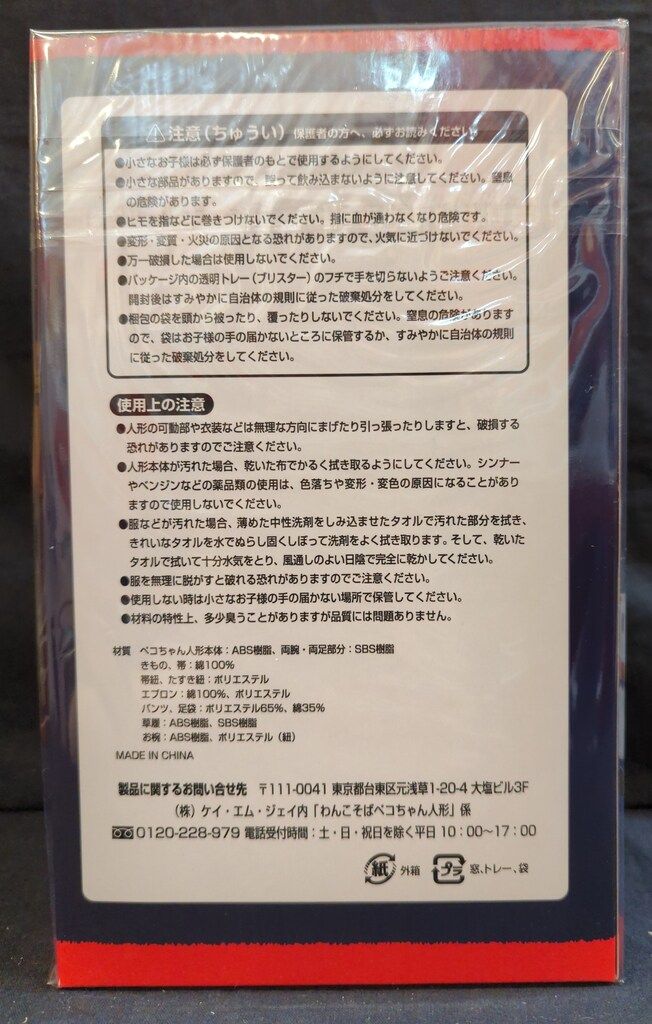 注意(ちゅうい) 保護者の方へ、必ずお読みください。
●小さなお子様は必ず保護者のもとで使用するようにしてください。
●小さな部品がありますので、誤って飲み込まないように注意してください。窒息
の危険があります。
●ヒモを指などに巻きつけないでください。指に血が通わなくなり危険です。
●変形・変質・火災の原因となる恐れがありますので、火気に近づけないでください。
●万一破損した場合は使用しないでください。
●パッケージ内の透明トレー(ブリスター)のフチで手を切らないようご注意ください。
開封後はすみやかに自治体の規則に従った破棄処分をしてください。
●梱包の袋を頭から被ったり、覆ったりしないでください。窒息の危険があります
ので、袋はお子様の手の届かないところに保管するか、すみやかに自治体の規則
に従った破棄処分をしてください。
使用上の注意
●人形の可動部や衣装などは無理な方向にまげたり引っ張ったりしますと、破損する
恐れがありますのでご注意ください。
●人形本体が汚れた場合、乾いた布でかるく拭き取るようにしてください。シンナー
やベンジンなどの薬品類の使用は、色落ちや変形・変色の原因になることがあり
ますので使用しないでください。
●服などが汚れた場合、薄めた中性洗剤をしみ込ませたタオルで汚れた部分を拭き、
きれいなタオルを水でぬらし固くしぼって洗剤をよく拭き取ります。そして、乾いた
タオルで拭いて十分水気をとり、風通しのよい日陰で完全に乾かしてください。
●服を無理に脱がすと破れる恐れがありますのでご注意ください。
●使用しない時は小さなお子様の手の届かない場所で保管してください。
●材料の特性上、多少臭うことがありますが品質には問題ありません。
材質 ペコちゃん人形本体:ABS樹脂、両腕・両足部分:SBS樹脂
きもの、帯:綿100%
帯紐、たすき紐:ポリエステル
エプロン:綿100%、ポリエステル
パンツ、足袋:ポリエステル65%、綿35%
草履:ABS樹脂、SBS樹脂
お椀:ABS樹脂、ポリエステル(紐)
MADE IN CHINA
製品に関するお問い合せ先 〒111-0041 東京都台東区元浅草1-20-4 大塩ビル3F
(株)ケイ・エム・ジェイ内「わんこそばペコちゃん人形」係
0120-228-979 電話受付時間:土・日・祝日を除く平日 10:00~17:00
紙 外箱 プラ 窓、トレー、袋